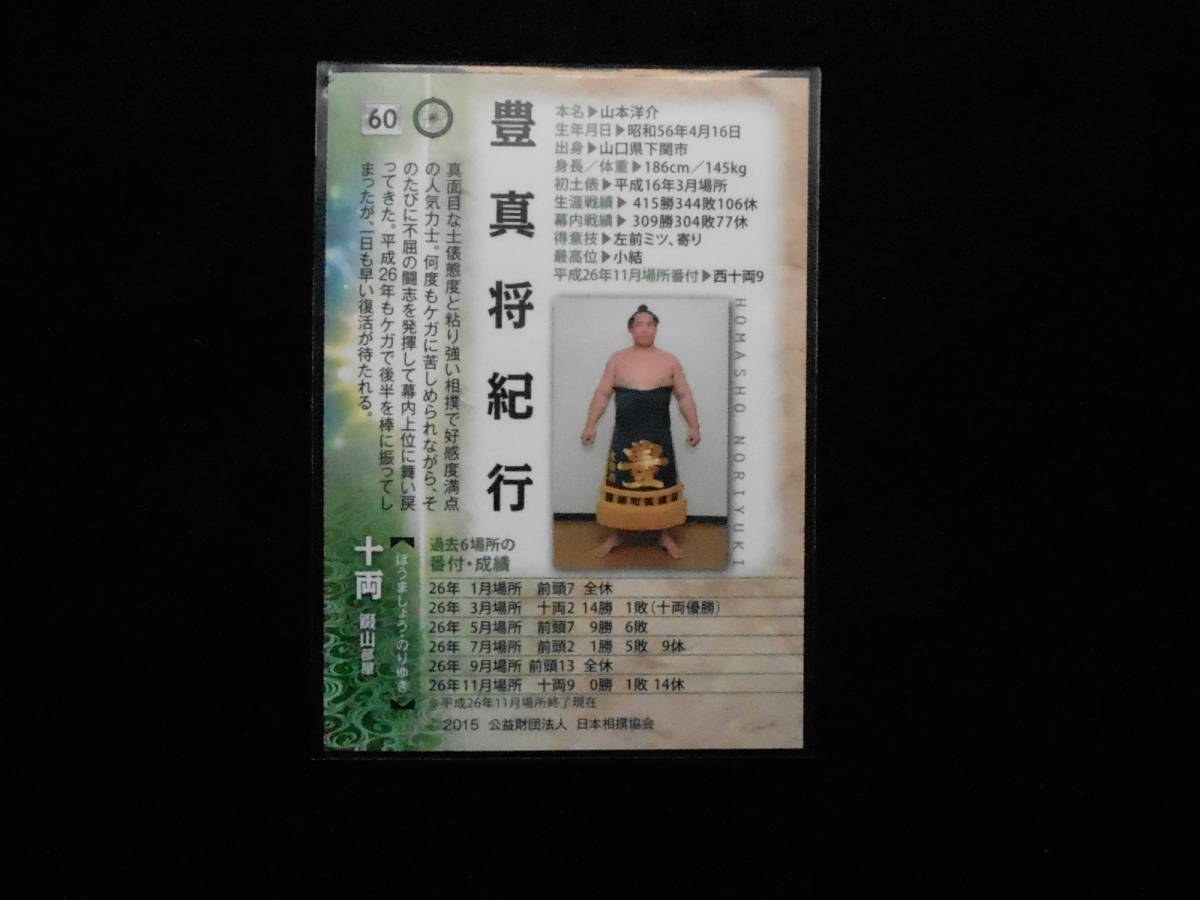 60
豊真将紀行
本名▶山本洋介
生年月日▶昭和56年4月16日
出身▶山口県下関市
身長／体重▶186cm／145kg
初土俵▶平成16年3月場所
生涯戦績▶415勝344敗106休
幕内戦績▶309勝304敗77休
得意技▶左前ミツ、寄り
最高位▶小結
平成26年11月場所番付▶西十両9
HOMASHO NORIYUKI
真面目な土俵態度と粘り強い相撲で好感度満点
の人気力士。何度もケガに苦しめられながら、そ
のたびに不屈の闘志を発揮して幕内上位に舞い戻
ってきた。平成26年もケガで後半を棒に振ってし
まったが、一日も早い復活が待たれる。
豊
【ほうましょう・のりゆき】
十両 錣山部屋
過去6場所の
番付・成績
26年 1月場所 前頭7 全休
26年 3月場所 十両2 14勝 1敗(十両優勝)
26年 5月場所 前頭7 9勝 6敗
26年 7月場所 前頭2 1勝 5敗 9休
26年 9月場所 前頭13 全休
26年11月場所 十両9 0勝 1敗 14休
※平成26年11月場所終了現在
©2015 公益財団法人 日本相撲協会